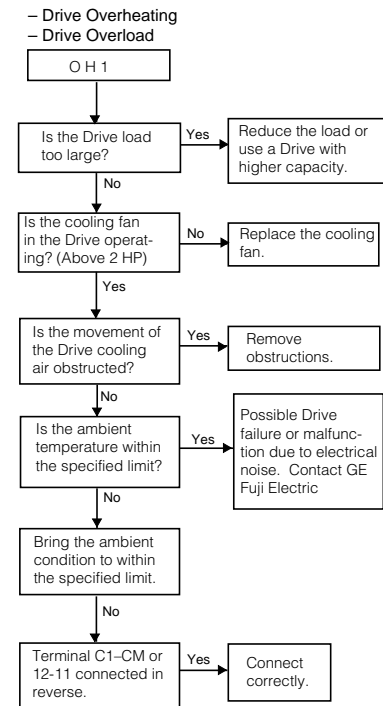 – Drive Overheating
– Drive Overload
O H 1
Is the Drive load
too large?
Yes
Reduce the load or
use a Drive with
higher capacity.
No
Is the cooling fan
in the Drive operat-
ing? (Above 2 HP)
No
Replace the cooling
fan.
Yes
Is the movement of
the Drive cooling
air obstructed?
Yes
Remove
obstructions.
No
Is the ambient
temperature within
the specified limit?
Yes
Possible Drive
failure or malfunc-
tion due to electrical
noise. Contact GE
Fuji Electric
No
Bring the ambient
condition to within
the specified limit.
No
Terminal C1–CM or
12-11 connected in
reverse.
Yes
Connect
correctly.